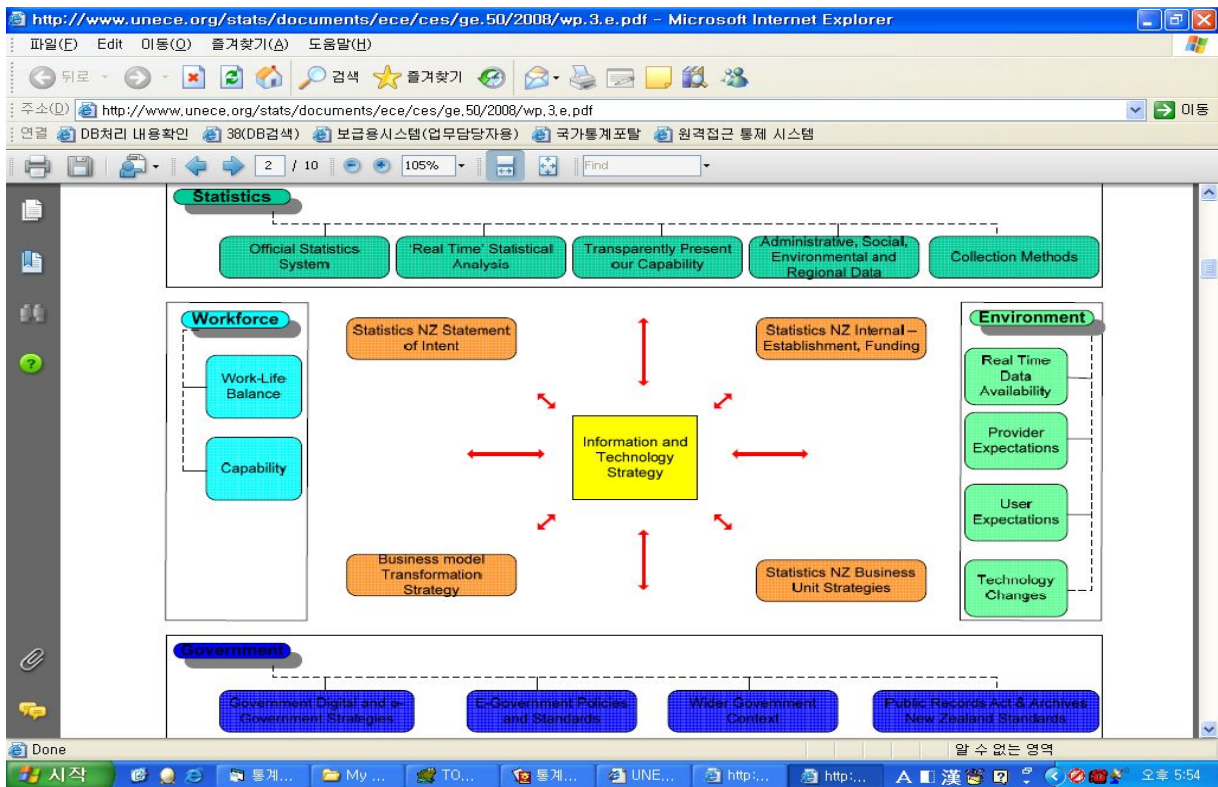 http://www.unece.org/stats/documents/ece/ces/ge.50/2008/wp.3.e.pdf - Microsoft Internet Explorer
파일(F) Edit 이동(O) 즐겨찾기(A) 도움말(H)
뒤로 검색 즐겨찾기
주소(D) http://www.unece.org/stats/documents/ece/ces/ge.50/2008/wp.3.e.pdf 이동
연결 DB처리 내용확인 38(DB검색) 보급용시스템(업무담당자용) 국가통계포탈 원격접근 통제 시스템
2 / 10 105% Find
Statistics
Official Statistics
System
'Real Time' Statistical
Analysis
Transparently Present
our Capability
Administrative, Social,
Environmental and
Regional Data
Collection Methods
Workforce
Work-Life
Balance
Capability
Statistics NZ Statement
of Intent
Statistics NZ Internal –
Establishment, Funding
Information and
Technology
Strategy
Business model
Transformation
Strategy
Statistics NZ Business
Unit Strategies
Environment
Real Time
Data
Availability
Provider
Expectations
User
Expectations
Technology
Changes
Government
Government Digital and e-
Government Strategies
E-Government Policies
and Standards
Wider Government
Context
Public Records Act & Archives
New Zealand Standards
Done 알 수 없는 영역
시작 통계... My ... TO... 통계... UNE... http:... http:... A 漢 오후 5:54